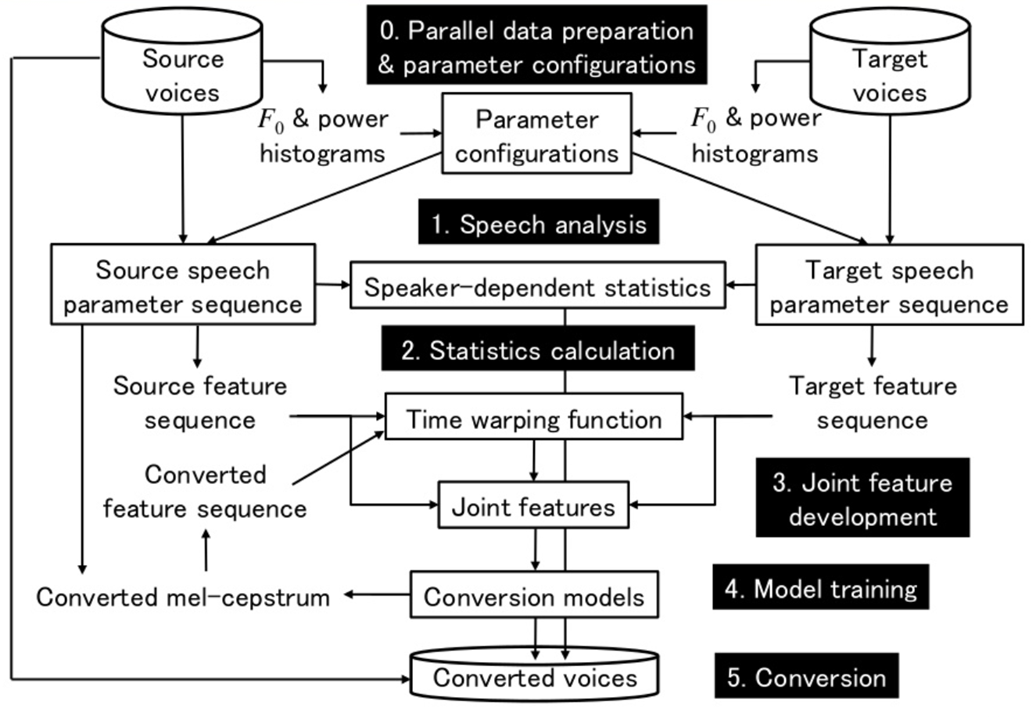 0. Parallel data preparation
& parameter configurations
Source
voices
Target
voices
F0 & power
histograms
Parameter
configurations
F0 & power
histograms
1. Speech analysis
Source speech
parameter sequence
Speaker-dependent statistics
Target speech
parameter sequence
2. Statistics calculation
Source feature
sequence
Time warping function
Target feature
sequence
Converted
feature sequence
Joint features
3. Joint feature
development
Converted mel-cepstrum
Conversion models
4. Model training
Converted voices
5. Conversion